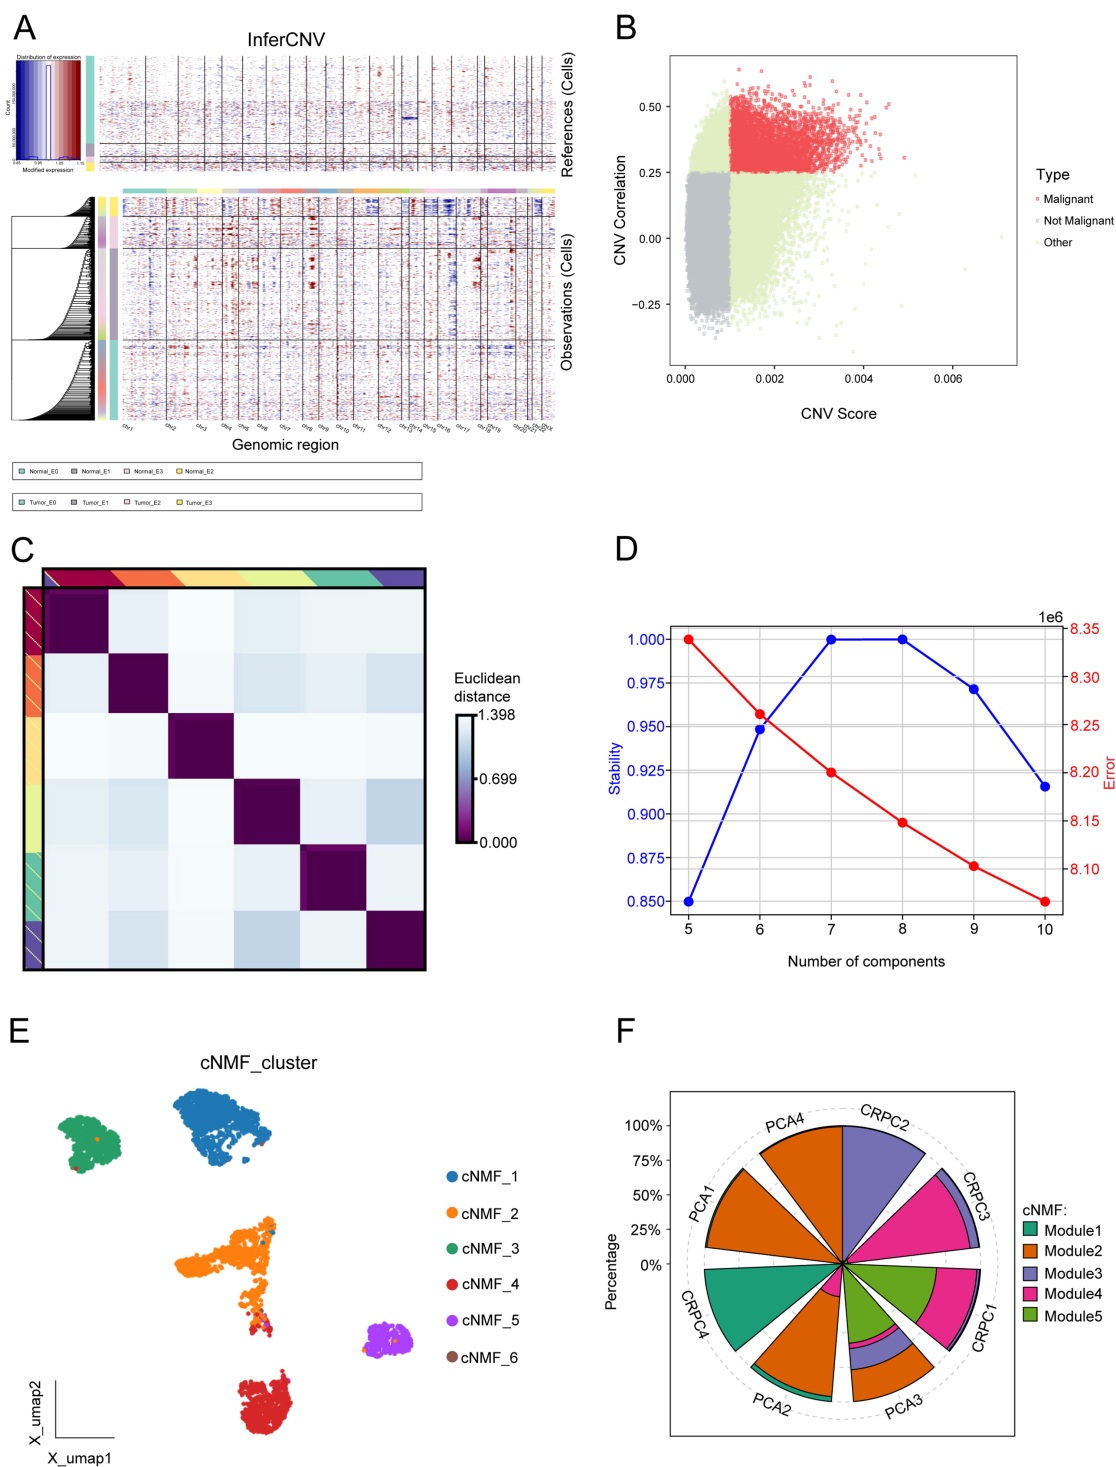 A
InferCNV
Distribution of expression
Count
Modified expression
References (Cells)
Observations (Cells)
chr1 chr2 chr3 chr4 chr5 chr6 chr7 chr8 chr9 chr10 chr11 chr12 chr13 chr14 chr15 chr16 chr17 chr18 chr19 chr20 chr21 chr22 chrX
Genomic region
Normal_E0 Normal_E1 Normal_E3 Normal_E2
Tumor_E0 Tumor_E1 Tumor_E2 Tumor_E3
B
CNV Correlation
0.50
0.25
0.00
−0.25
0.000 0.002 0.004 0.006
CNV Score
Type
Malignant
Not Malignant
Other
C
Euclidean
distance
1.398
0.699
0.000
D
1e6
Stability
1.000
0.975
0.950
0.925
0.900
0.875
0.850
8.35
8.30
8.25
8.20
8.15
8.10
Error
5 6 7 8 9 10
Number of components
E
cNMF_cluster
cNMF_1
cNMF_2
cNMF_3
cNMF_4
cNMF_5
cNMF_6
X_umap2
X_umap1
F
Percentage
100%
75%
50%
25%
0%
PCA4
CRPC2
CRPC3
CRPC1
PCA3
PCA2
CRPC4
PCA1
cNMF:
Module1
Module2
Module3
Module4
Module5